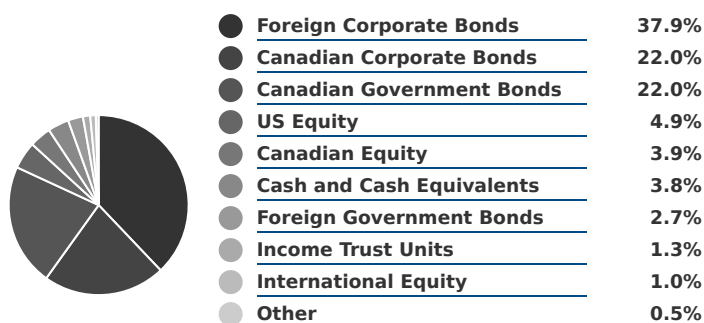 Foreign Corporate Bonds 37.9%
Canadian Corporate Bonds 22.0%
Canadian Government Bonds 22.0%
US Equity 4.9%
Canadian Equity 3.9%
Cash and Cash Equivalents 3.8%
Foreign Government Bonds 2.7%
Income Trust Units 1.3%
International Equity 1.0%
Other 0.5%